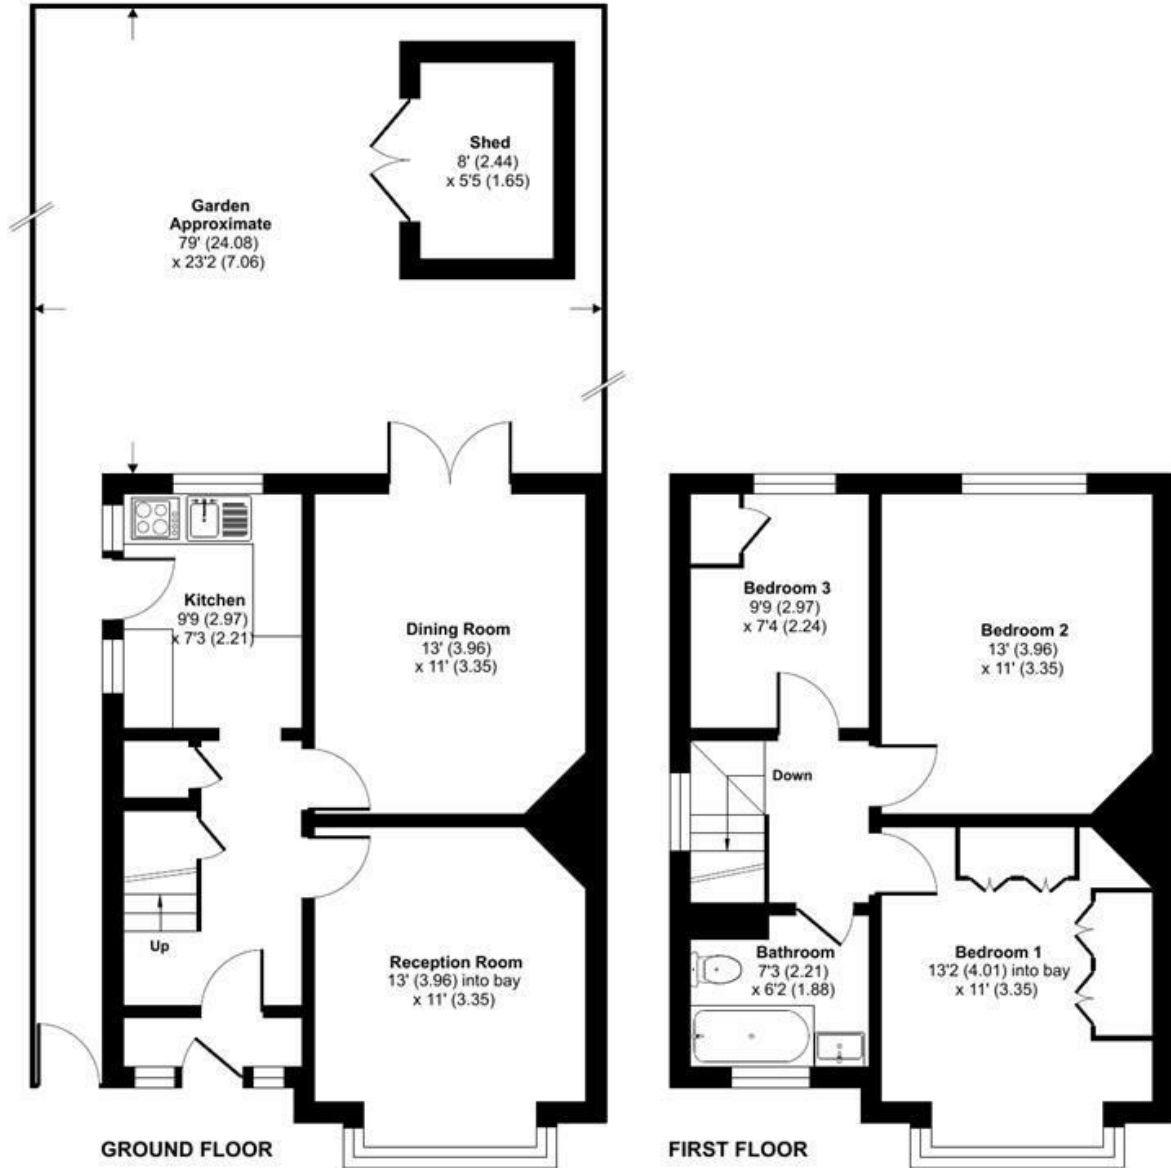 Shed
8' (2.44)
x 5'5 (1.65)
Garden
Approximate
79' (24.08)
x 23'2 (7.06)
Kitchen
9'9 (2.97)
x 7'3 (2.21)
Dining Room
13' (3.96)
x 11' (3.35)
Up
Reception Room
13' (3.96) into bay
x 11' (3.35)
GROUND FLOOR
Bedroom 3
9'9 (2.97)
x 7'4 (2.24)
Bedroom 2
13' (3.96)
x 11' (3.35)
Down
Bathroom
7'3 (2.21)
x 6'2 (1.88)
Bedroom 1
13'2 (4.01) into bay
x 11' (3.35)
FIRST FLOOR